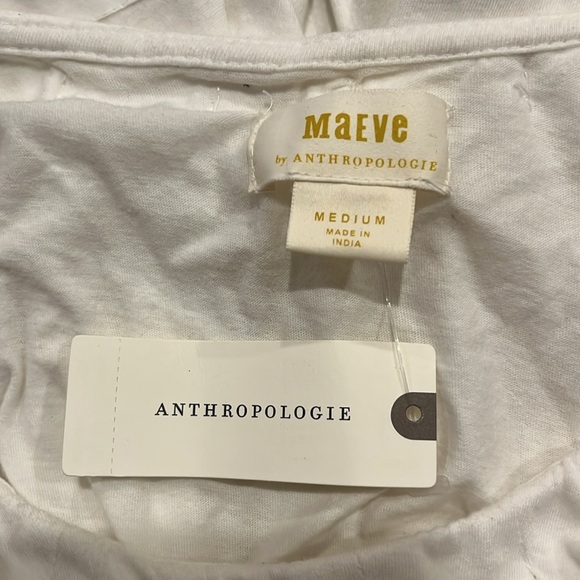 MaEve
by ANTHROPOLOGIE
MEDIUM
MADE IN
INDIA
ANTHROPOLOGIE